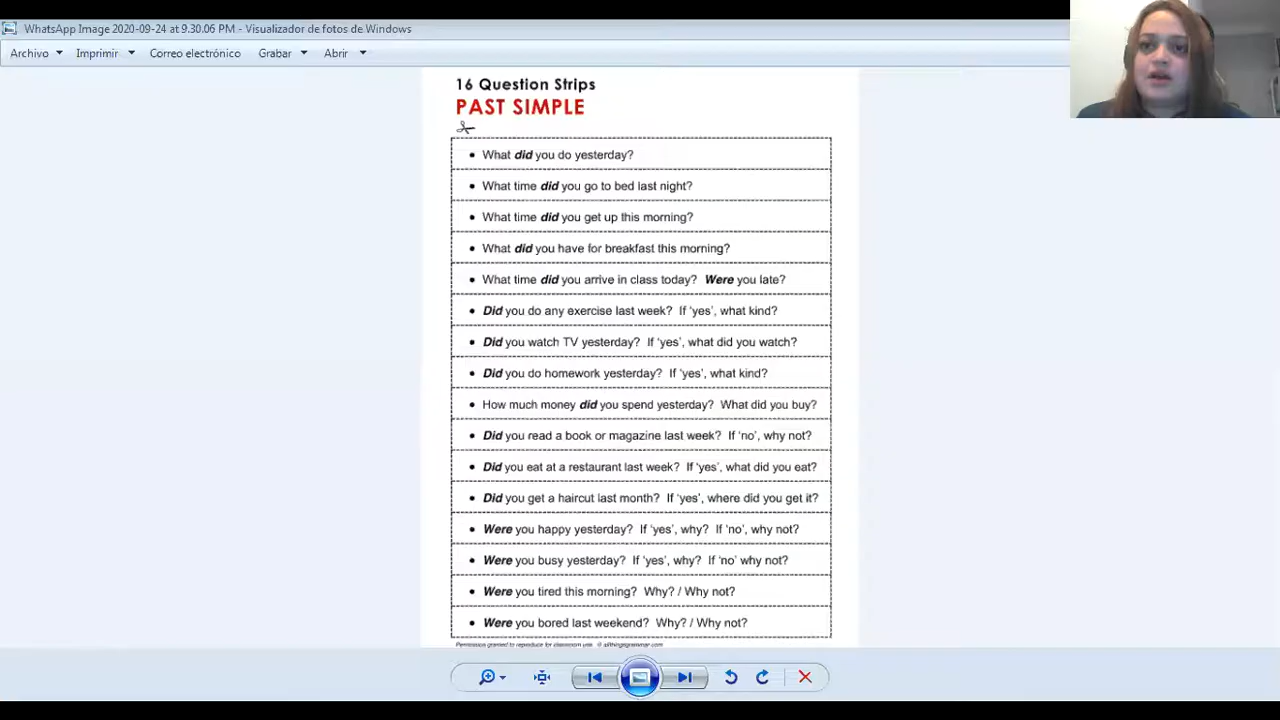 WhatsApp Image 2020-09-24 at 9.30.06 PM - Visualizador de fotos de Windows
Archivo Imprimir Correo electrónico Grabar Abrir
16 Question Strips
PAST SIMPLE
• What did you do yesterday?
• What time did you go to bed last night?
• What time did you get up this morning?
• What did you have for breakfast this morning?
• What time did you arrive in class today? Were you late?
• Did you do any exercise last week? If 'yes', what kind?
• Did you watch TV yesterday? If 'yes', what did you watch?
• Did you do homework yesterday? If 'yes', what kind?
• How much money did you spend yesterday? What did you buy?
• Did you read a book or magazine last week? If 'no', why not?
• Did you eat at a restaurant last week? If 'yes', what did you eat?
• Did you get a haircut last month? If 'yes', where did you get it?
• Were you happy yesterday? If 'yes', why? If 'no', why not?
• Were you busy yesterday? If 'yes', why? If 'no' why not?
• Were you tired this morning? Why? / Why not?
• Were you bored last weekend? Why? / Why not?
Permission granted to reproduce for classroom use. © allthingsgrammar.com